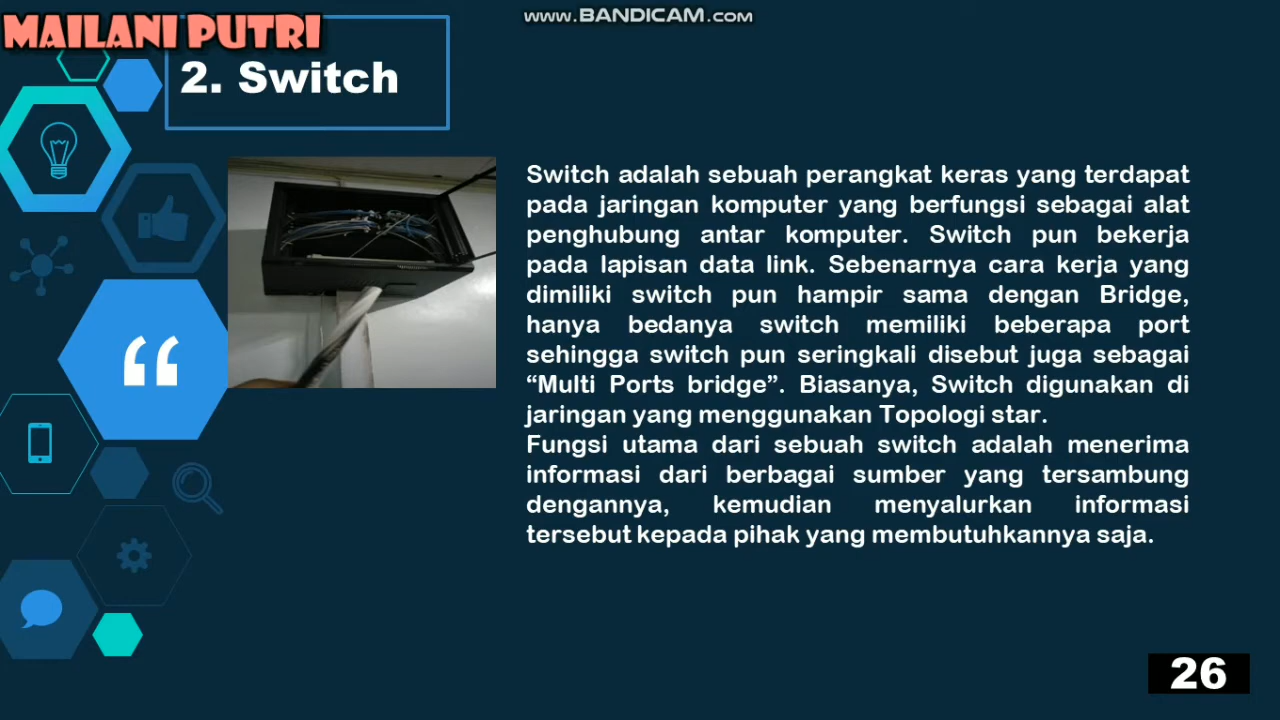 MAILANI PUTRI
www.BANDICAM.com
2. Switch
Switch adalah sebuah perangkat keras yang terdapat
pada jaringan komputer yang berfungsi sebagai alat
penghubung antar komputer. Switch pun bekerja
pada lapisan data link. Sebenarnya cara kerja yang
dimiliki switch pun hampir sama dengan Bridge,
hanya bedanya switch memiliki beberapa port
sehingga switch pun seringkali disebut juga sebagai
“Multi Ports bridge”. Biasanya, Switch digunakan di
jaringan yang menggunakan Topologi star.
Fungsi utama dari sebuah switch adalah menerima
informasi dari berbagai sumber yang tersambung
dengannya, kemudian menyalurkan informasi
tersebut kepada pihak yang membutuhkannya saja.
26